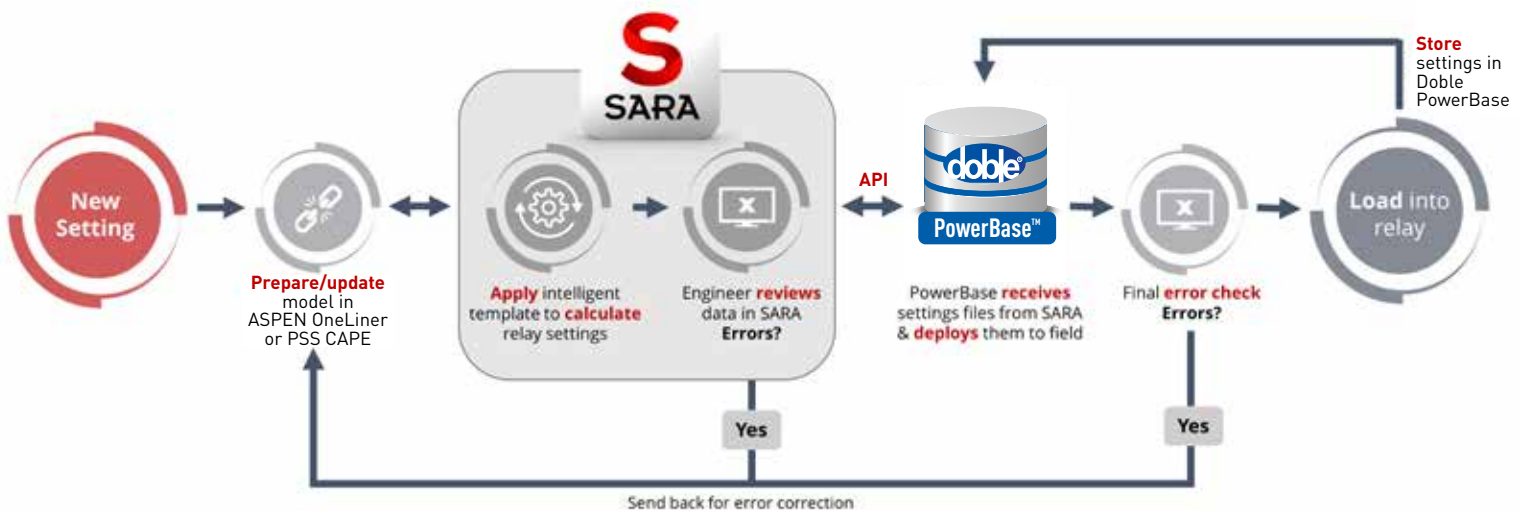 S
SARA
Store
settings in
Doble
PowerBase
New
Setting
Prepare/update
model in
ASPEN OneLiner
or PSS CAPE
Apply intelligent
template to calculate
relay settings
X
Engineer reviews
data in SARA
Errors?
API
doble®
PowerBase™
PowerBase receives
settings files from SARA
& deploys them to field
X
Final error check
Errors?
Load into
relay
Yes
Yes
Send back for error correction